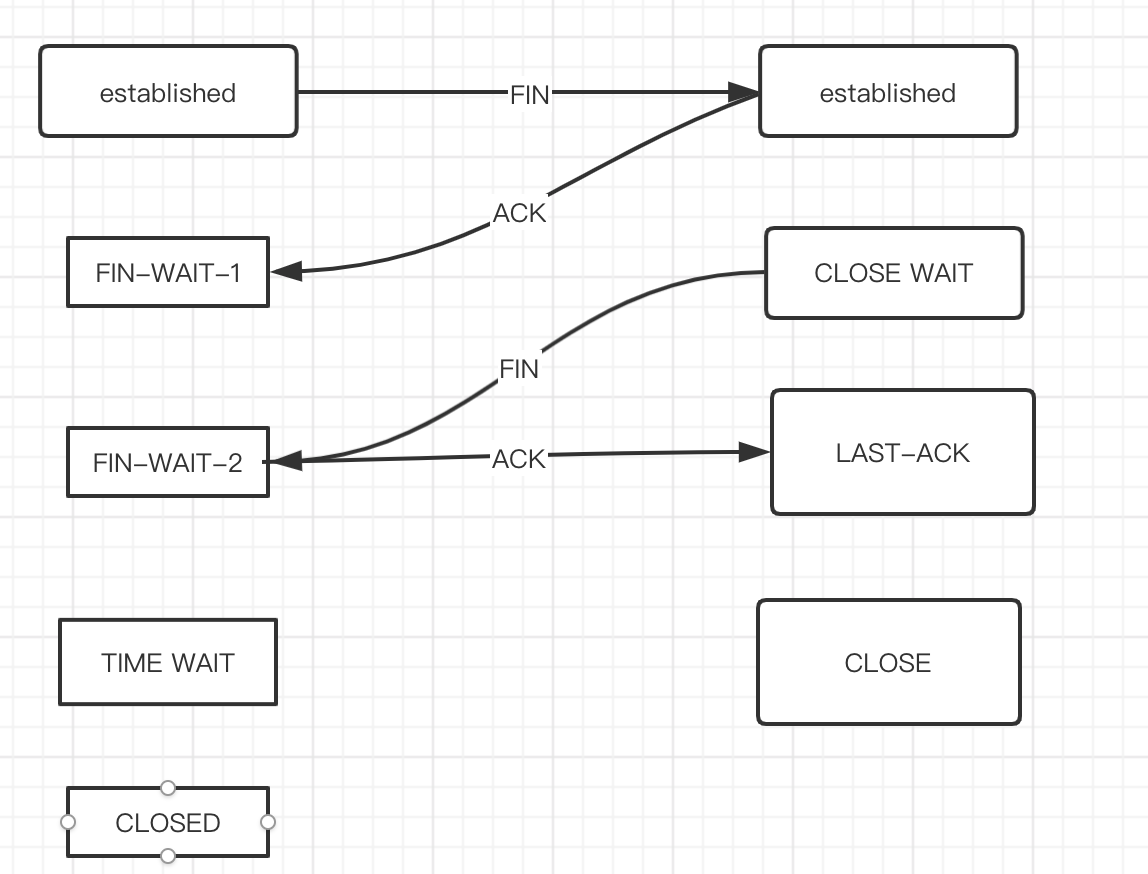 established
FIN
established
ACK
FIN-WAIT-1
CLOSE WAIT
FIN
FIN-WAIT-2
ACK
LAST-ACK
TIME WAIT
CLOSE
CLOSED